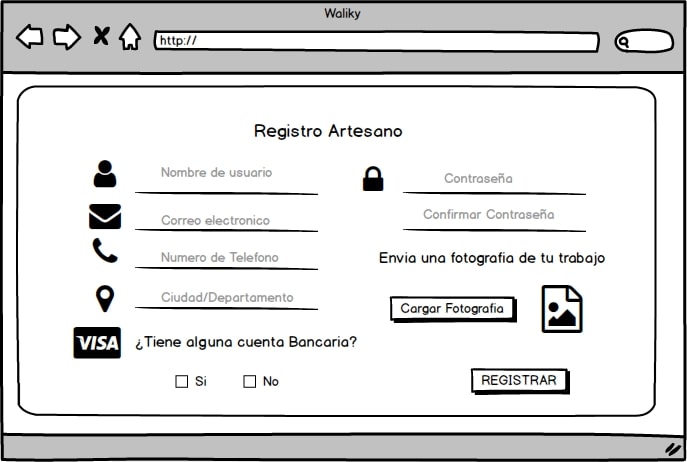 Waliky
http://
Registro Artesano
Nombre de usuario
Correo electronico
Numero de Telefono
Ciudad/Departamento
VISA
¿Tiene alguna cuenta Bancaria?
Si
No
Contraseña
Confirmar Contraseña
Envia una fotografia de tu trabajo
Cargar Fotografia
REGISTRAR